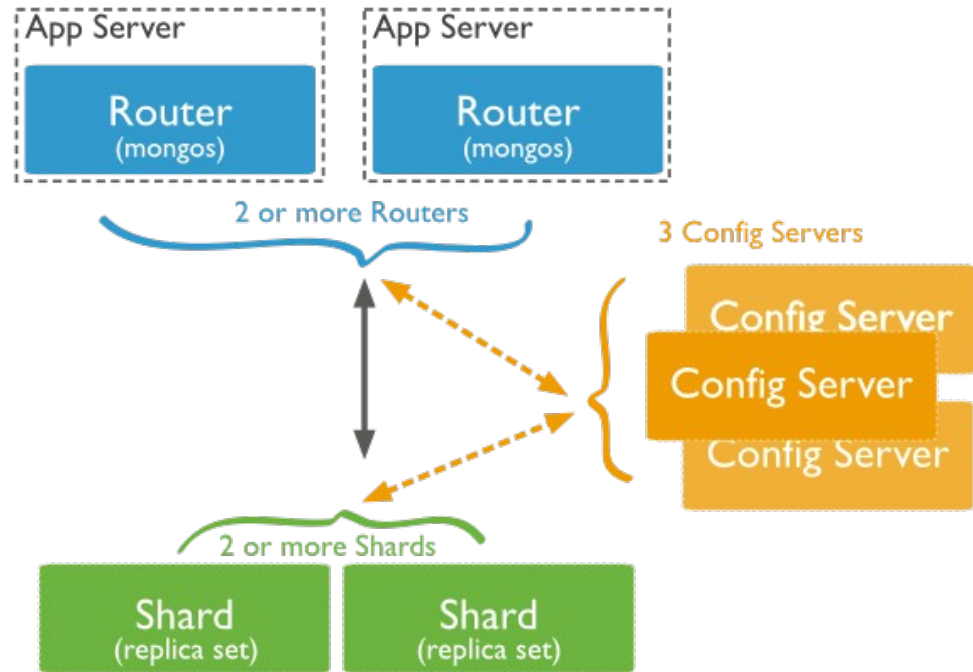 App Server
Router
(mongos)
App Server
Router
(mongos)
2 or more Routers
3 Config Servers
Config Server
Config Server
Config Server
2 or more Shards
Shard
(replica set)
Shard
(replica set)